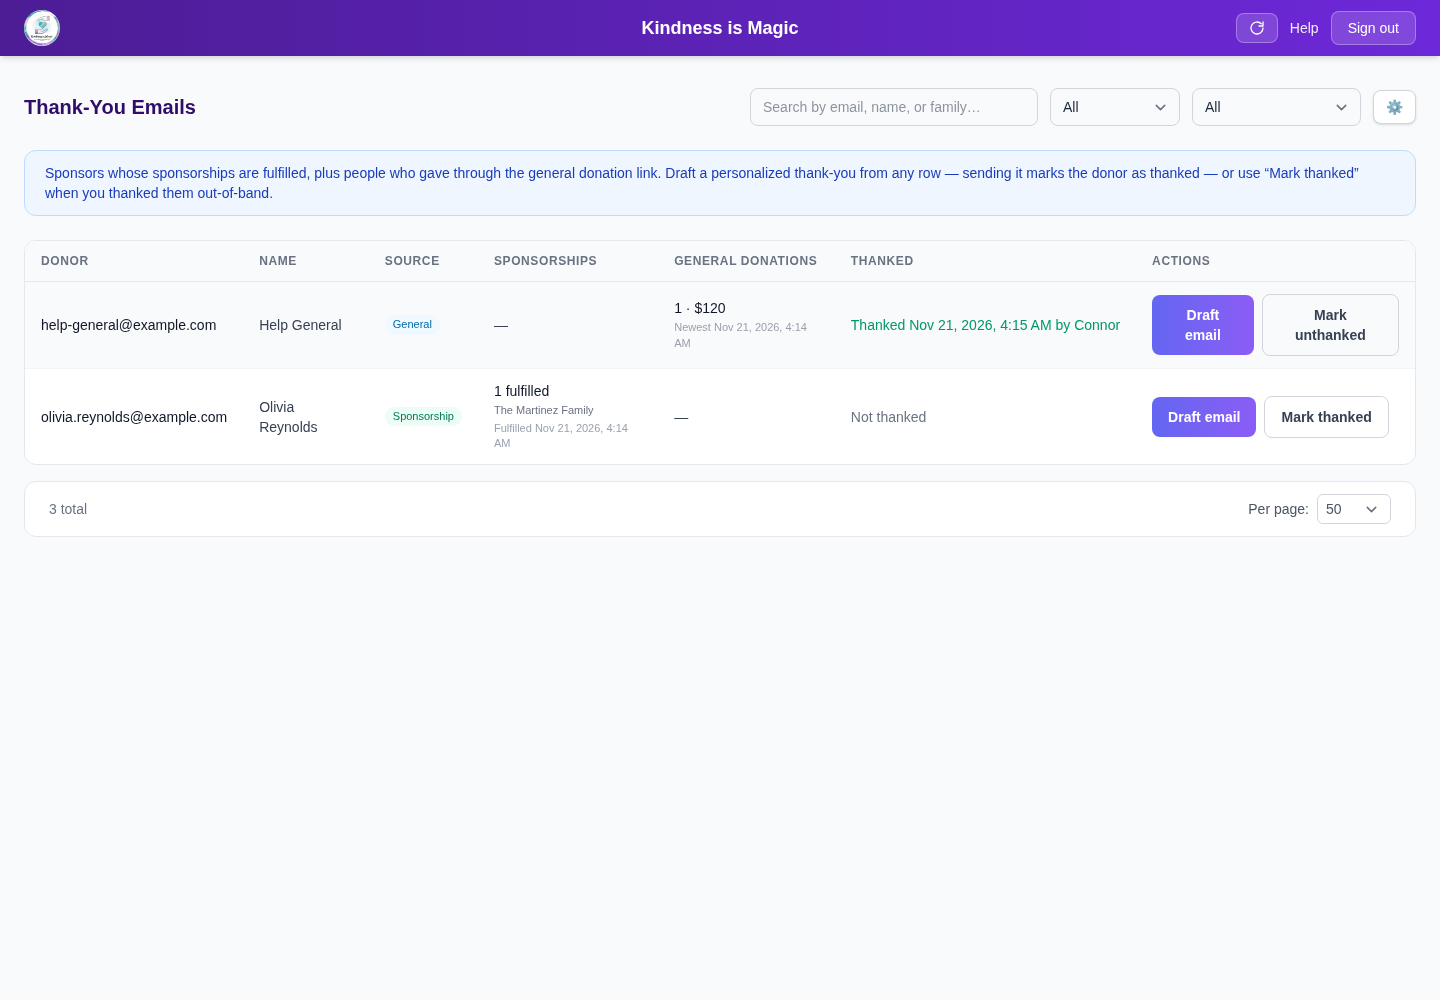 Kindness is Magic
Help
Sign out
Thank-You Emails
Search by email, name, or family…
All
All
Sponsors whose sponsorships are fulfilled, plus people who gave through the general donation link. Draft a personalized thank-you from any row — sending it marks the donor as thanked — or use “Mark thanked”
when you thanked them out-of-band.
DONOR
NAME
SOURCE
SPONSORSHIPS
GENERAL DONATIONS
THANKED
ACTIONS
help-general@example.com
Help General
General
—
1 · $120
Newest Nov 21, 2026, 4:14
AM
Thanked Nov 21, 2026, 4:15 AM by Connor
Draft
email
Mark
unthanked
olivia.reynolds@example.com
Olivia
Reynolds
Sponsorship
1 fulfilled
The Martinez Family
Fulfilled Nov 21, 2026, 4:14
AM
—
Not thanked
Draft email
Mark thanked
3 total
Per page:
50